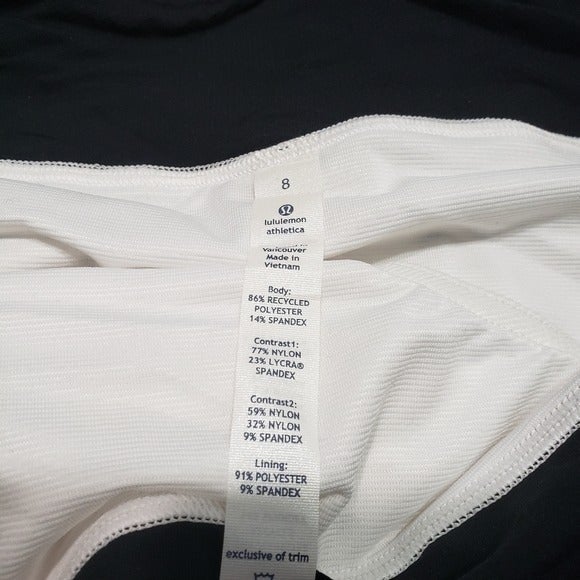 8
lululemon
athletica
Vancouver
Made in
Vietnam
Body:
86% RECYCLED
POLYESTER
14% SPANDEX
Contrast1:
77% NYLON
23% LYCRA®
SPANDEX
Contrast2:
59% NYLON
32% NYLON
9% SPANDEX
Lining:
91% POLYESTER
9% SPANDEX
exclusive of trim